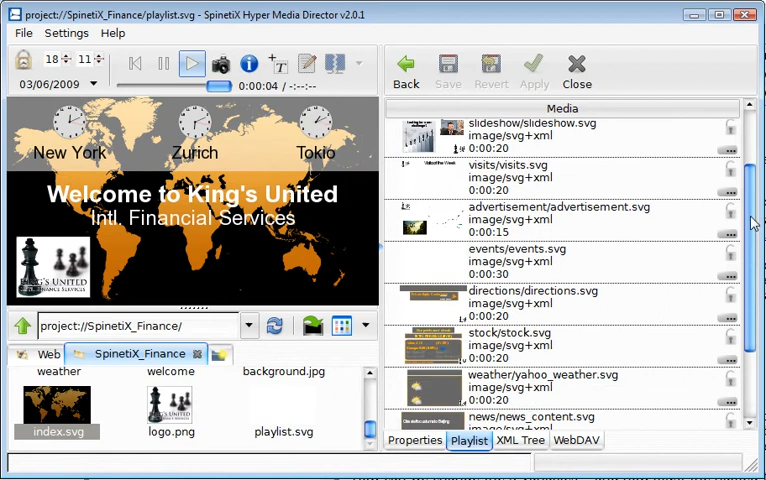 project://SpinetiX_Finance/playlist.svg - SpinetiX Hyper Media Director v2.0.1
File Settings Help
18 11
03/06/2009
0:00:04 / -:--:--
New York Zurich Tokio
Welcome to King's United
Intl. Financial Services
project://SpinetiX_Finance/
Web SpinetiX_Finance
weather welcome background.jpg
index.svg logo.png playlist.svg
Back Save Revert Apply Close
Media
slideshow/slideshow.svg
image/svg+xml
0:00:20
visits/visits.svg
image/svg+xml
0:00:20
advertisement/advertisement.svg
image/svg+xml
0:00:15
events/events.svg
image/svg+xml
0:00:30
directions/directions.svg
image/svg+xml
0:00:20
stock/stock.svg
image/svg+xml
0:00:20
weather/yahoo_weather.svg
image/svg+xml
0:00:20
news/news_content.svg
image/svg+xml
Properties Playlist XML Tree WebDAV